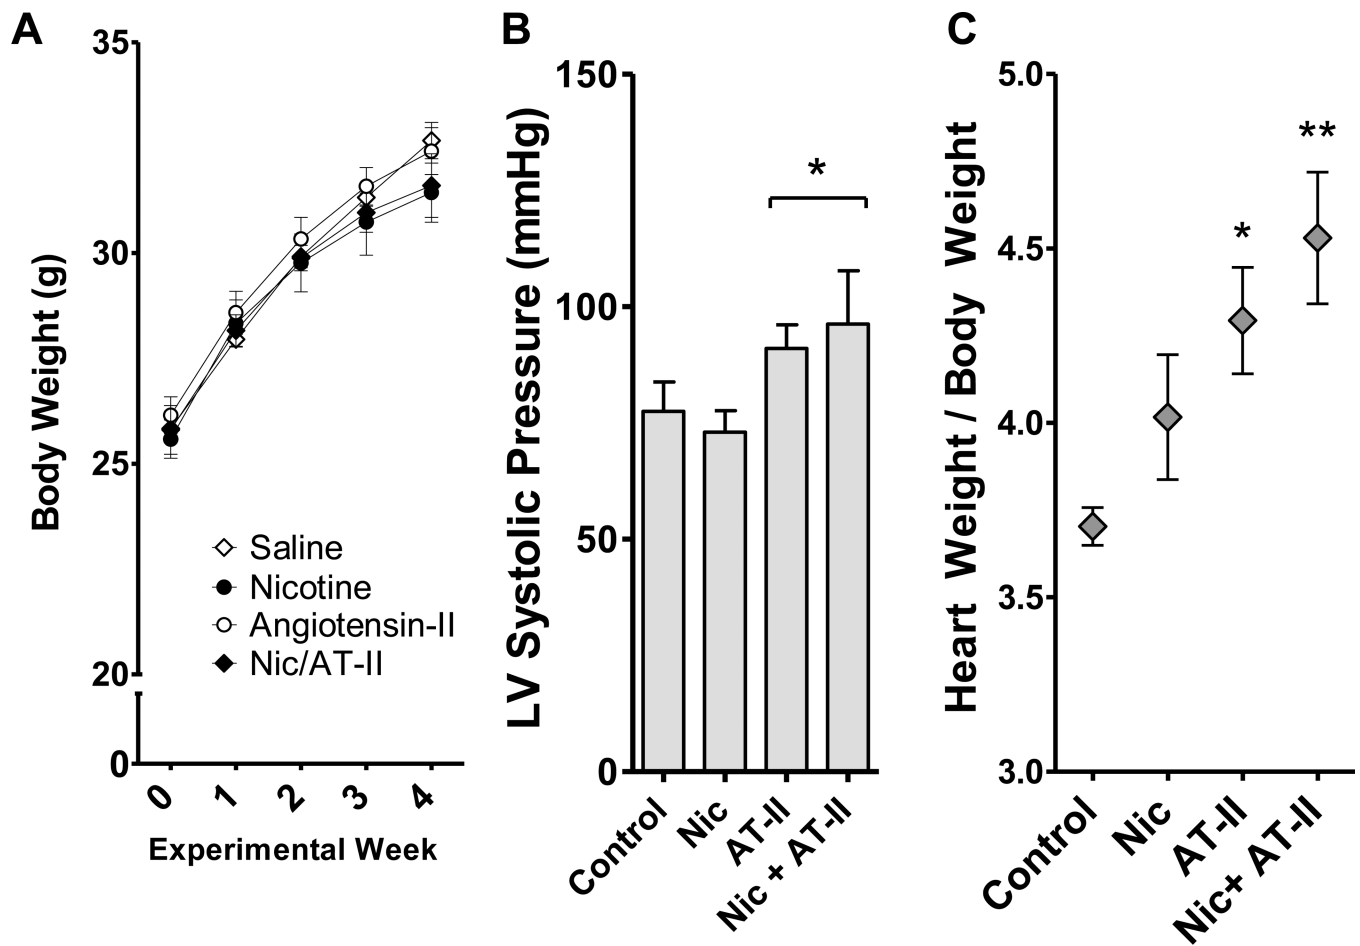 A
Body Weight (g)
35
30
25
20
0
Saline
Nicotine
Angiotensin-II
Nic/AT-II
0 1 2 3 4
Experimental Week
B
LV Systolic Pressure (mmHg)
150
100
50
0
*
Control Nic AT-II Nic + AT-II
C
Heart Weight / Body Weight
5.0
4.5
4.0
3.5
3.0
*
**
Control Nic AT-II Nic+ AT-II